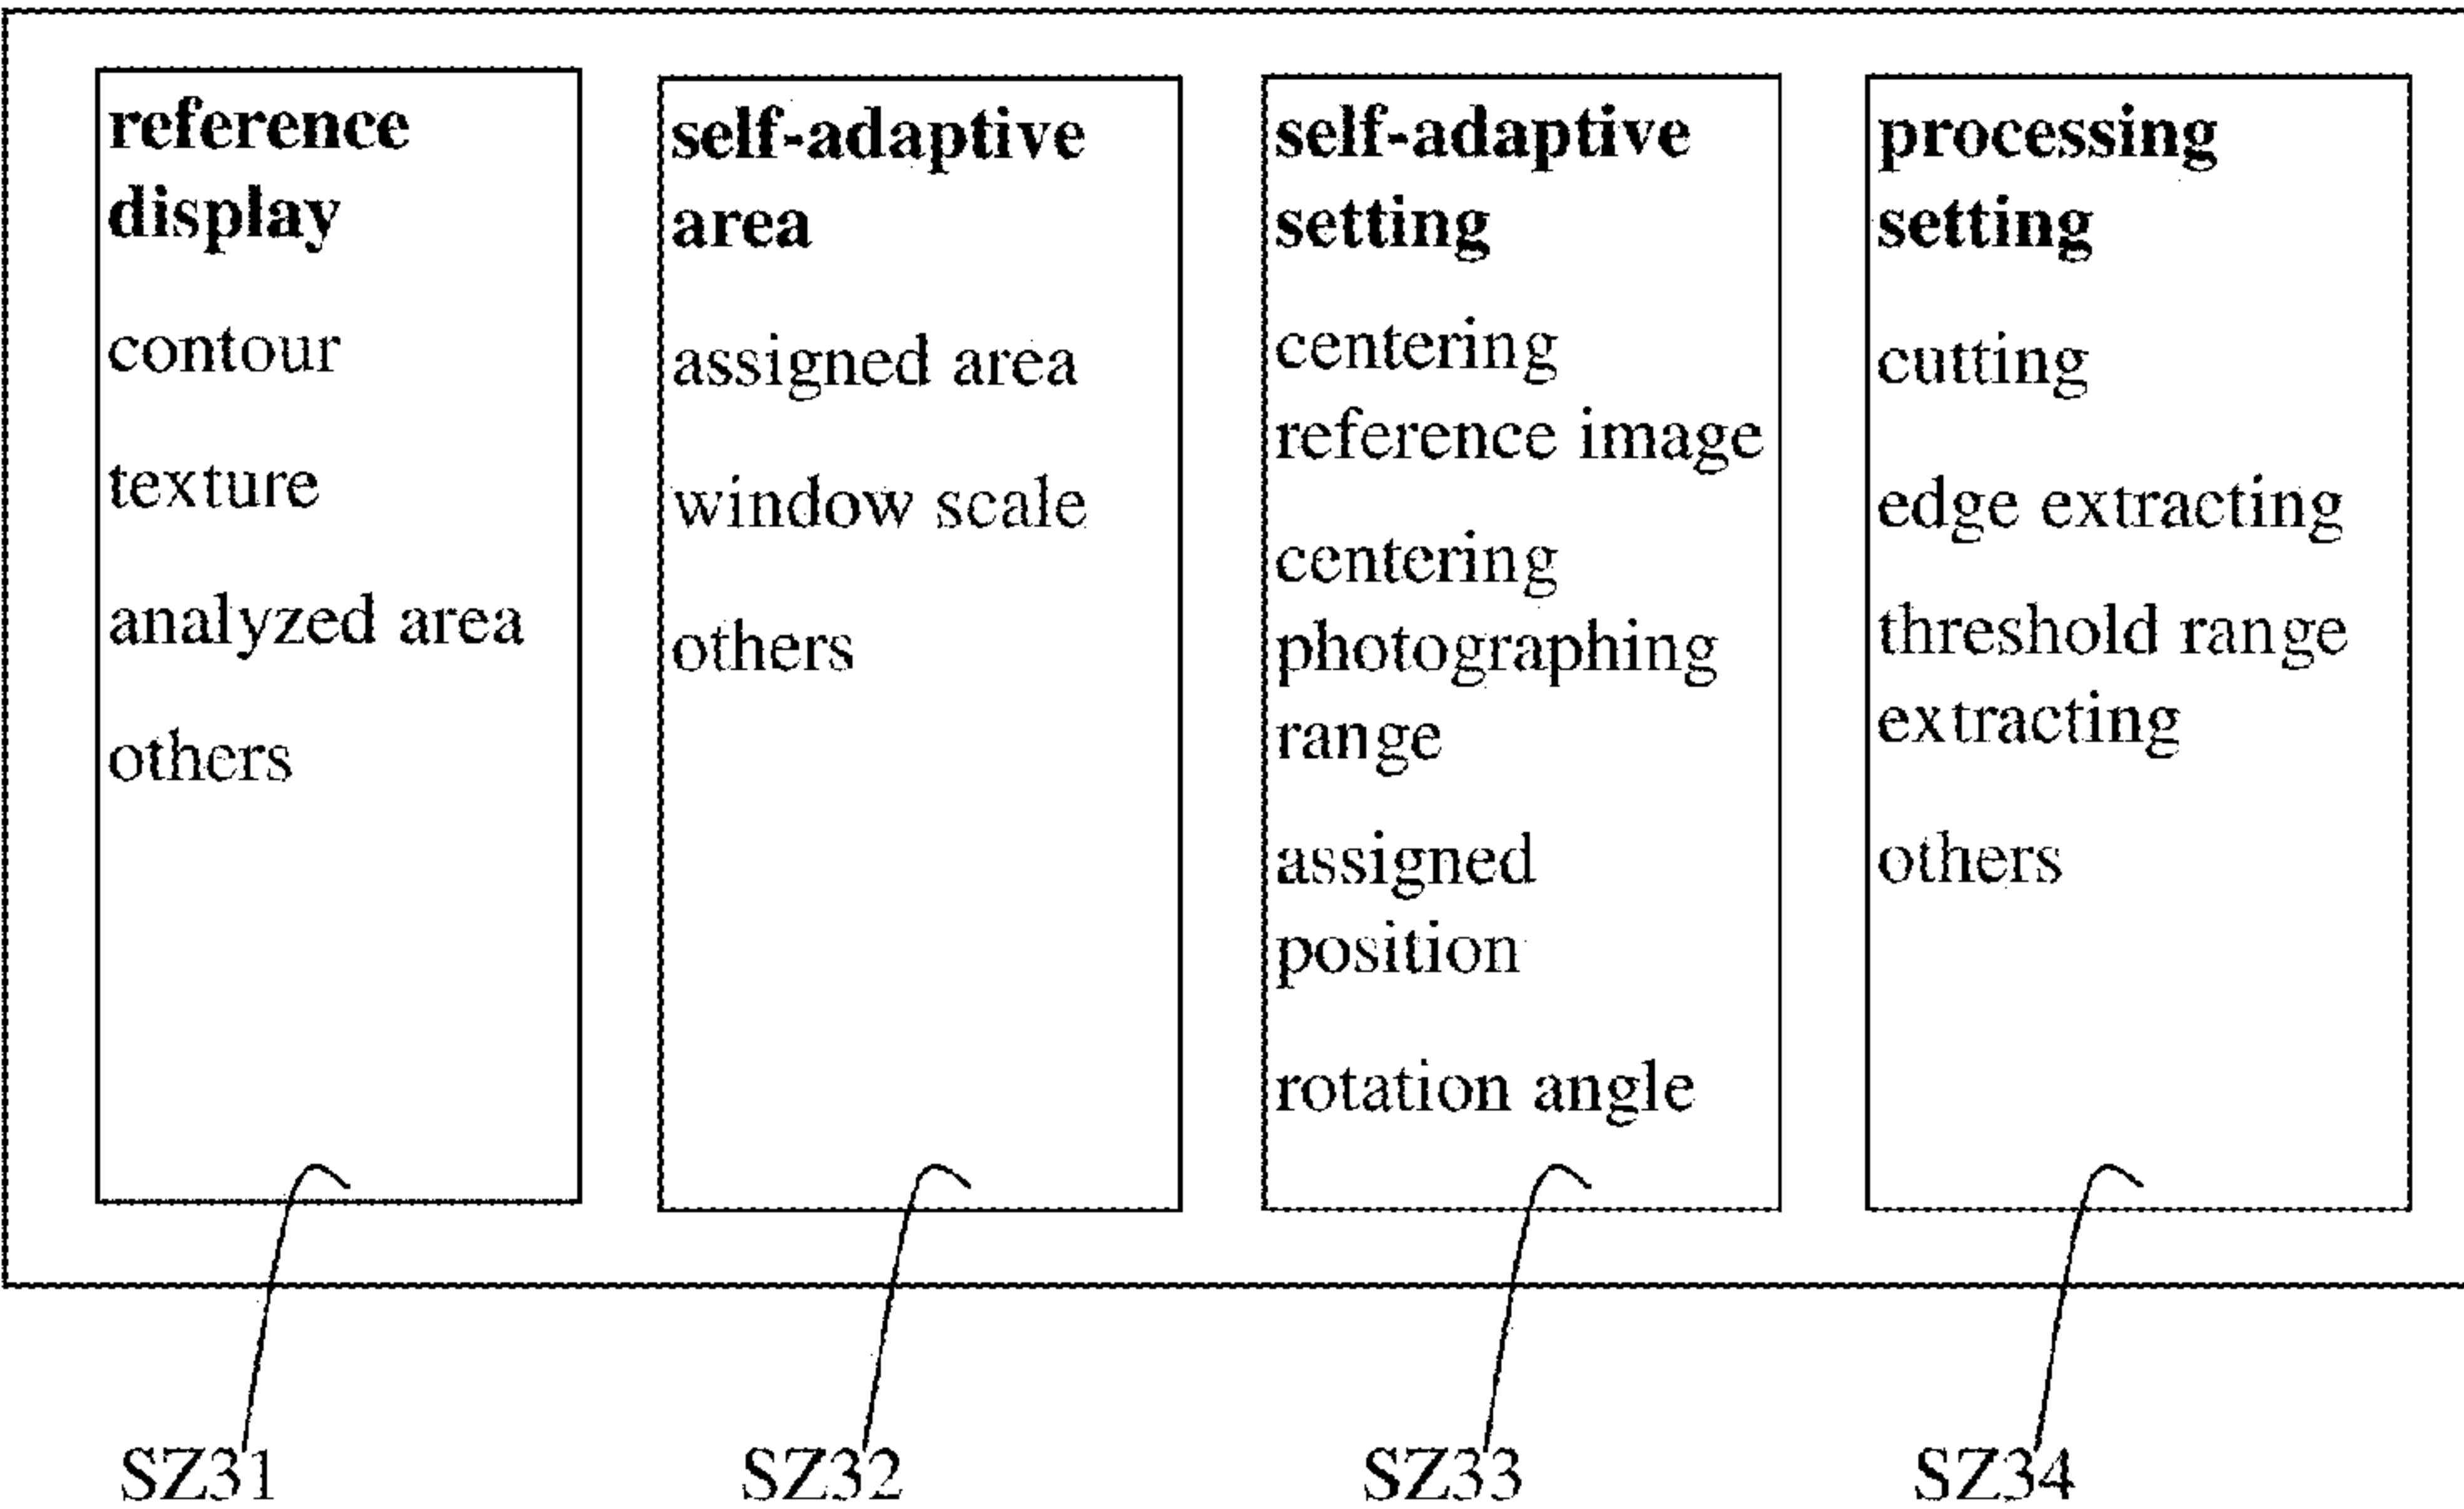 reference
display
contour
texture
analyzed area
others
self-adaptive
area
assigned area
window scale
others
self-adaptive
setting
centering
reference image
centering
photographing
range
assigned
position
rotation angle
processing
setting
cutting
edge extracting
threshold range
extracting
others
SZ31
SZ32
SZ33
SZ34